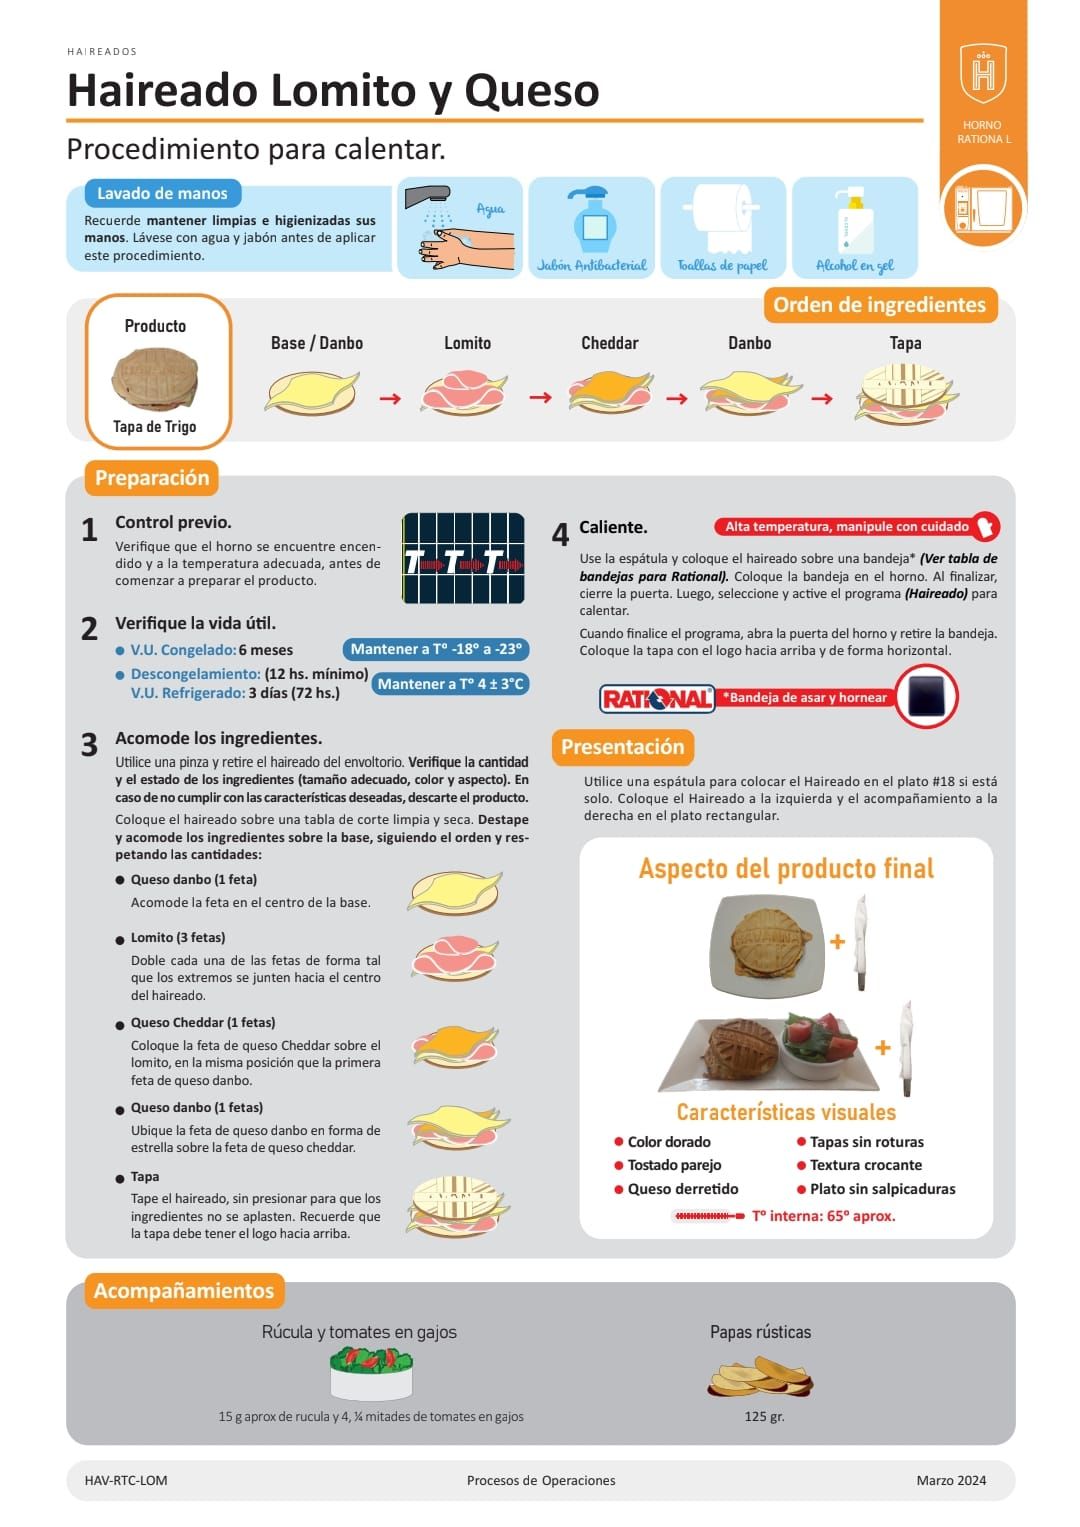 HAIREADOS
Haireado Lomito y Queso
Procedimiento para calentar.
HORNO
RATIONA L
Lavado de manos
Recuerde mantener limpias e higienizadas sus
manos. Lávese con agua y jabón antes de aplicar
este procedimiento.
Agua
Jabón Antibacterial
Toallas de papel
Alcohol en gel
Orden de ingredientes
Producto
Tapa de Trigo
Base / Danbo
Lomito
Cheddar
Danbo
Tapa
Preparación
1 Control previo.
Verifique que el horno se encuentre encen-
dido y a la temperatura adecuada, antes de
comenzar a preparar el producto.
T T T
2 Verifique la vida útil.
● V.U. Congelado: 6 meses
Mantener a Tº -18º a -23º
● Descongelamiento: (12 hs. mínimo)
V.U. Refrigerado: 3 días (72 hs.)
Mantener a Tº 4 ± 3°C
3 Acomode los ingredientes.
Utilice una pinza y retire el haireado del envoltorio. Verifique la cantidad
y el estado de los ingredientes (tamaño adecuado, color y aspecto). En
caso de no cumplir con las características deseadas, descarte el producto.
Coloque el haireado sobre una tabla de corte limpia y seca. Destape
y acomode los ingredientes sobre la base, siguiendo el orden y res-
petando las cantidades:
● Queso danbo (1 feta)
Acomode la feta en el centro de la base.
● Lomito (3 fetas)
Doble cada una de las fetas de forma tal
que los extremos se junten hacia el centro
del haireado.
● Queso Cheddar (1 fetas)
Coloque la feta de queso Cheddar sobre el
lomito, en la misma posición que la primera
feta de queso danbo.
● Queso danbo (1 fetas)
Ubique la feta de queso danbo en forma de
estrella sobre la feta de queso cheddar.
● Tapa
Tape el haireado, sin presionar para que los
ingredientes no se aplasten. Recuerde que
la tapa debe tener el logo hacia arriba.
4 Caliente.
Alta temperatura, manipule con cuidado
Use la espátula y coloque el haireado sobre una bandeja* (Ver tabla de
bandejas para Rational). Coloque la bandeja en el horno. Al finalizar,
cierre la puerta. Luego, seleccione y active el programa (Haireado) para
calentar.
Cuando finalice el programa, abra la puerta del horno y retire la bandeja.
Coloque la tapa con el logo hacia arriba y de forma horizontal.
RATIONAL
*Bandeja de asar y hornear
Presentación
Utilice una espátula para colocar el Haireado en el plato #18 si está
solo. Coloque el Haireado a la izquierda y el acompañamiento a la
derecha en el plato rectangular.
Aspecto del producto final
+
+
Características visuales
● Color dorado
● Tostado parejo
● Queso derretido
● Tapas sin roturas
● Textura crocante
● Plato sin salpicaduras
Tº interna: 65º aprox.
Acompañamientos
Rúcula y tomates en gajos
15 g aprox de rucula y 4, ¼ mitades de tomates en gajos
Papas rústicas
125 gr.
HAV-RTC-LOM
Procesos de Operaciones
Marzo 2024